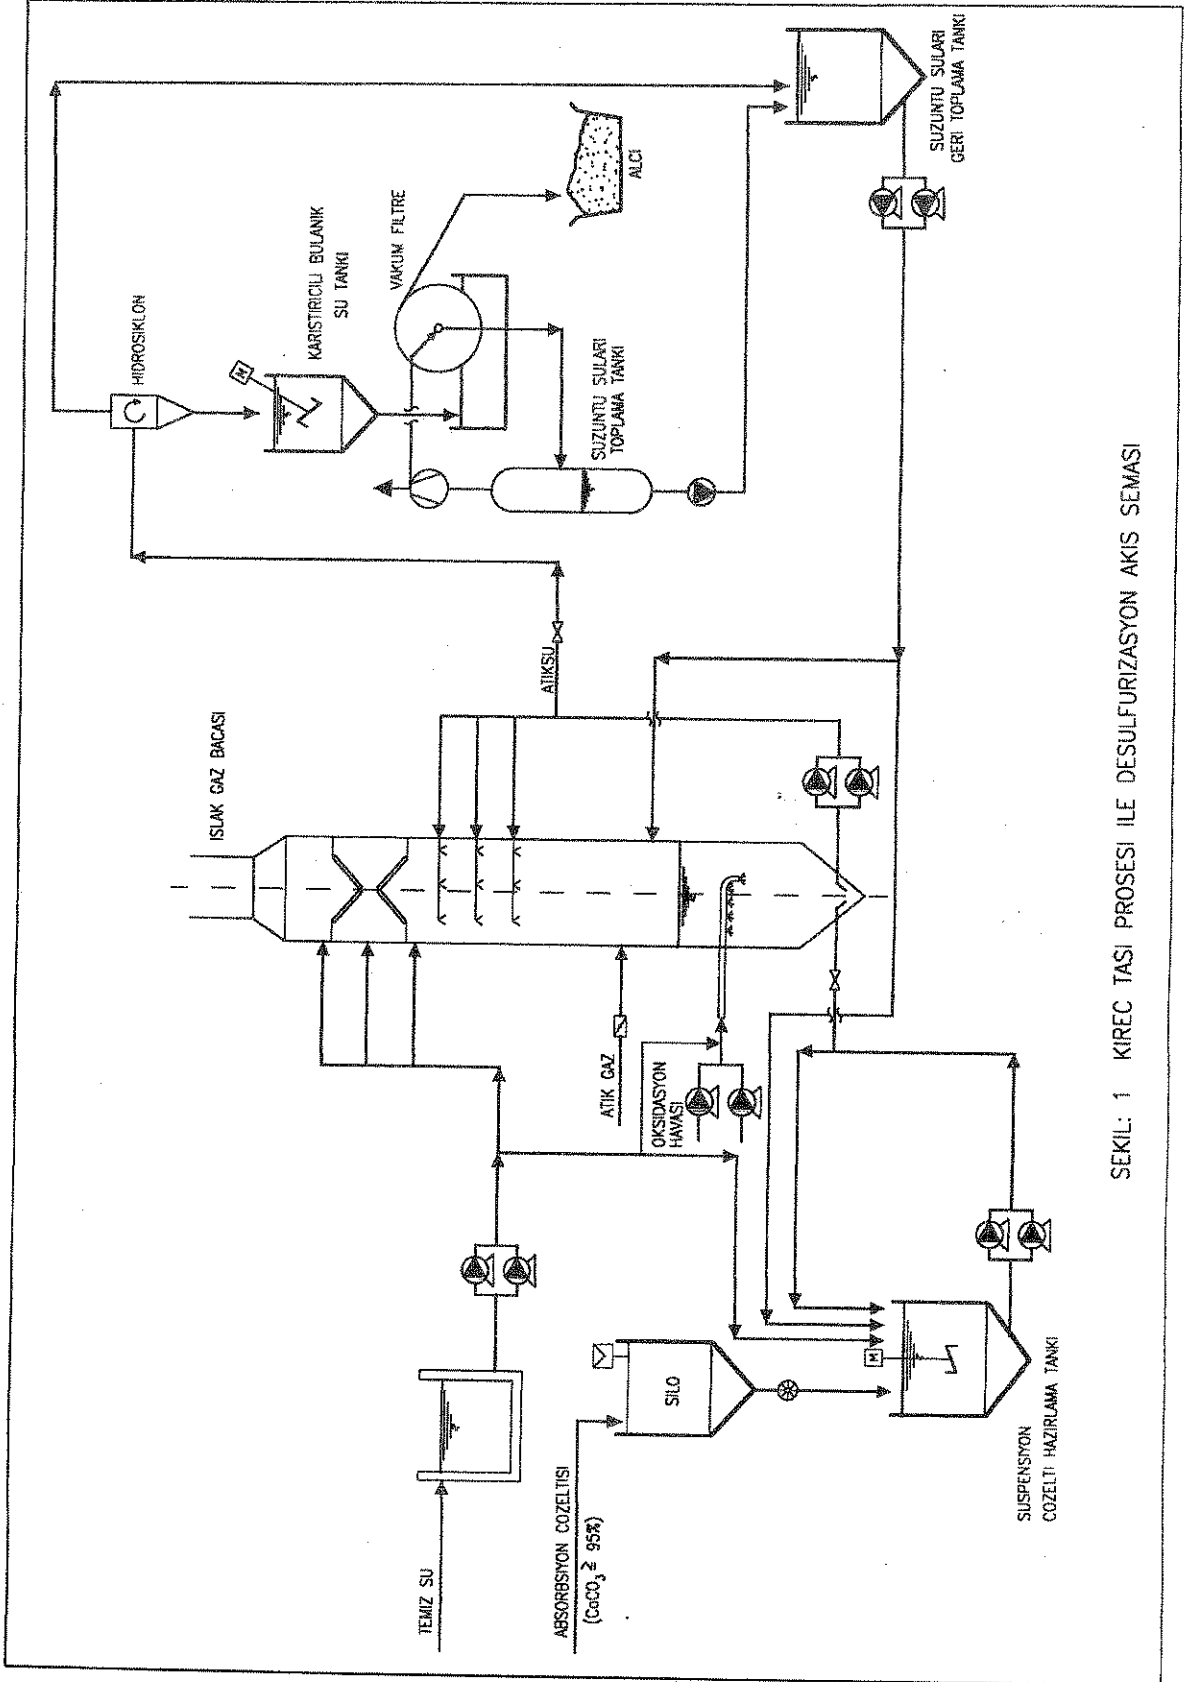 TEMIZ SU
ABSORBSIYON COZELTISI
(CaCO₃ ≥ 95%)
SILO
M
SUSPENSIYON
COZELTI HAZIRLAMA TANKI
ATIK GAZ
OKSIDASYON
HAVASI
ISLAK GAZ BACASI
ATIKSU
HIDROSIKLON
M
KARISTIRICILI BULANIK
SU TANKI
VAKUM FILTRE
SUZUNTU SULARI
TOPLAMA TANKI
ALCI
SUZUNTU SULARI
GERI TOPLAMA TANKI
SEKIL: 1 KIREC TASI PROSESI ILE DESULFURIZASYON AKIS SEMASI